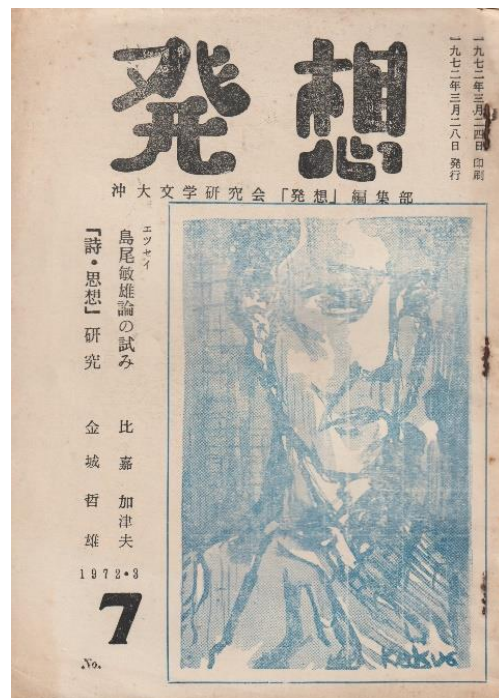 一九七二年三月二四日 印刷
一九七二年三月二八日 発行
発想
沖大文学研究会「発想」編集部
エツセイ
島尾敏雄論の試み 比嘉加津夫
『詩・思想』研究 金城哲雄
1972・3
7
No.
Katsuo